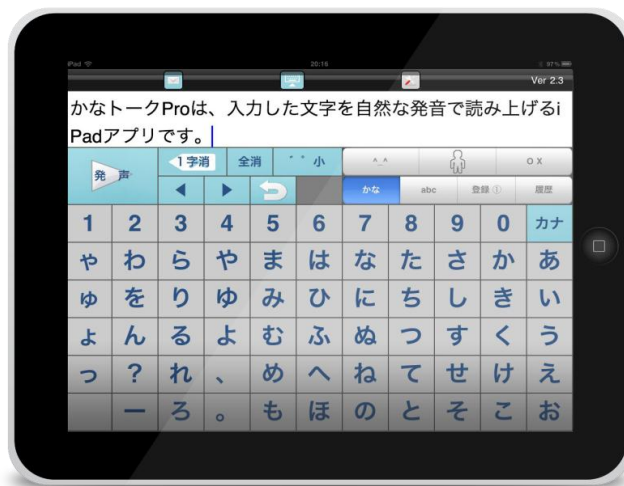 iPad 20:16 97%
Ver 2.3
かなトークProは、入力した文字を自然な発音で読み上げるi
Padアプリです。
発声 1字消 全消 ゛゜小 ^_^ O X
◀ ▶ かな abc 登録① 履歴
1 2 3 4 5 6 7 8 9 0 カナ
ゃ わ ら や ま は な た さ か あ
ゅ を り ゆ み ひ に ち し き い
ょ ん る よ む ふ ぬ つ す く う
っ ? れ 、 め へ ね て せ け え
ー ろ 。 も ほ の と そ こ お